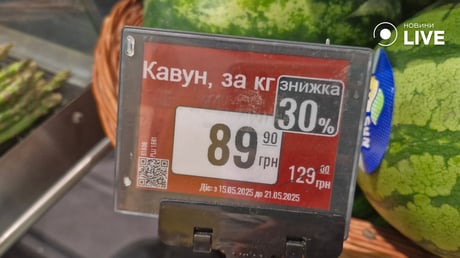 новини
LIVE
Кавун, за кг
знижка
30%
89 90
грн
129 90
грн
Діє з 15.05.2025 до 21.05.2025